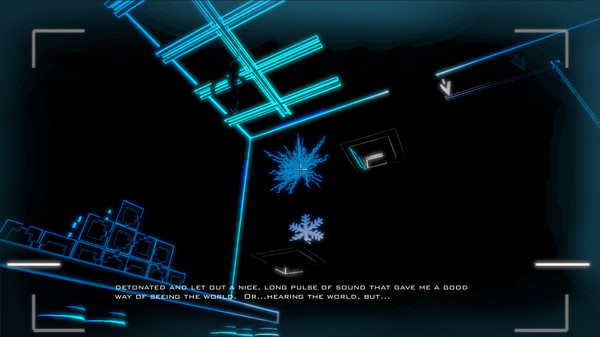 DETONATED AND LET OUT A NICE, LONG PULSE OF SOUND THAT GAVE ME A GOOD
WAY OF SEEING THE WORLD.  OR...HEARING THE WORLD, BUT...